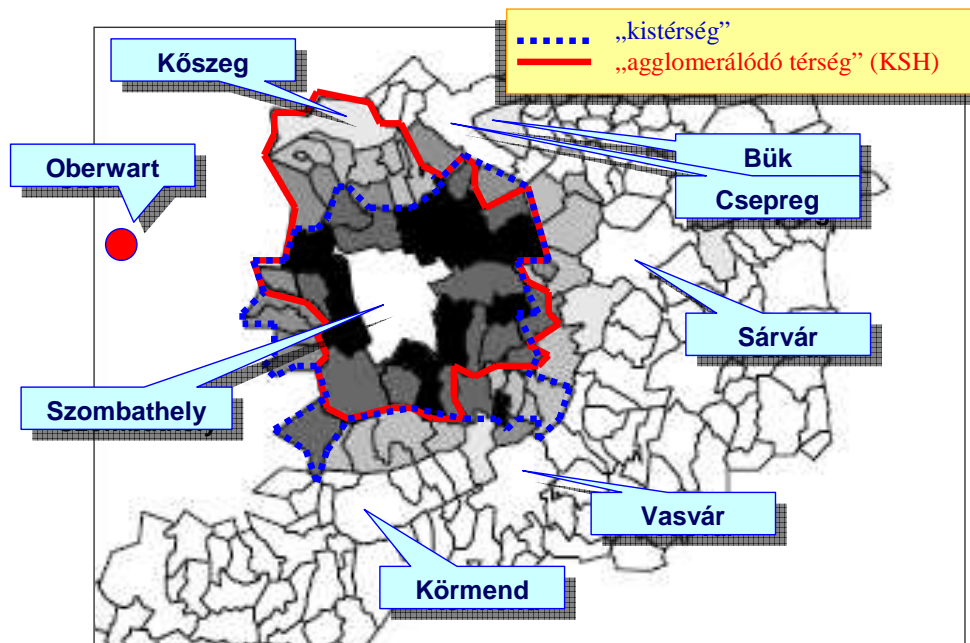 „kistérség”
„agglomerálódó térség” (KSH)
Kőszeg
Oberwart
Bük
Csepreg
Sárvár
Szombathely
Vasvár
Körmend